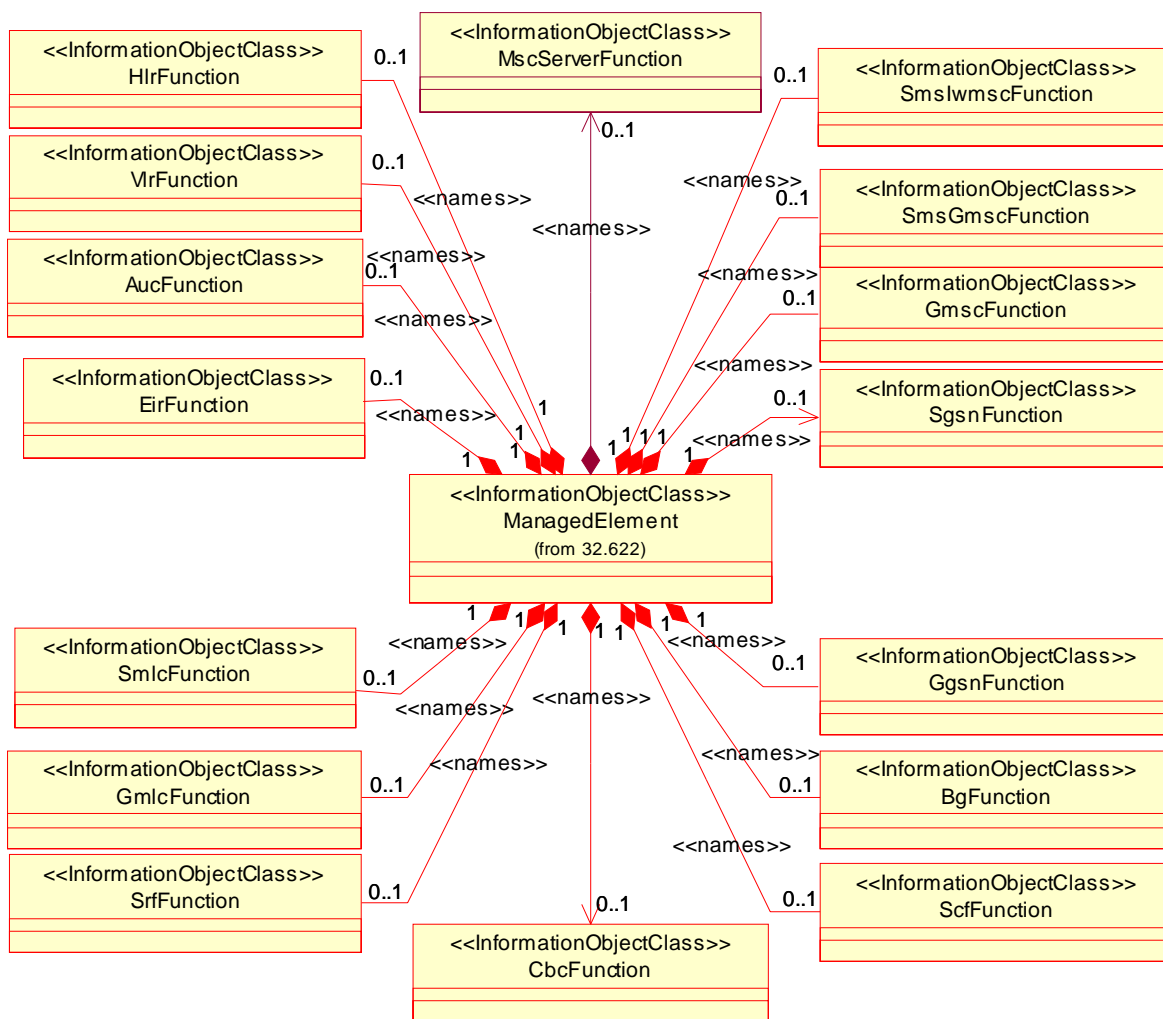 <<InformationObjectClass>>
HlrFunction
0..1
<<InformationObjectClass>>
MscServerFunction
0..1
<<InformationObjectClass>>
SmsIwmscFunction
0..1
<<InformationObjectClass>>
VlrFunction
0..1
<<names>>
<<names>>
<<names>>
<<InformationObjectClass>>
SmsGmscFunction
0..1
<<InformationObjectClass>>
AucFunction
0..1
<<names>>
<<names>>
<<InformationObjectClass>>
GmscFunction
0..1
<<names>>
<<InformationObjectClass>>
EirFunction
0..1
<<names>>
<<names>>
<<InformationObjectClass>>
SgsnFunction
0..1
<<names>>
1
1
1
1
1
1
1
1
<<InformationObjectClass>>
ManagedElement
(from 32.622)
1
1
1
1
1
1
1
<<InformationObjectClass>>
SmlcFunction
0..1
<<names>>
<<names>>
<<InformationObjectClass>>
GgsnFunction
0..1
<<names>>
<<names>>
<<InformationObjectClass>>
GmlcFunction
0..1
<<names>>
<<names>>
<<InformationObjectClass>>
BgFunction
0..1
<<names>>
<<InformationObjectClass>>
SrfFunction
0..1
<<InformationObjectClass>>
ScfFunction
0..1
0..1
<<InformationObjectClass>>
CbcFunction